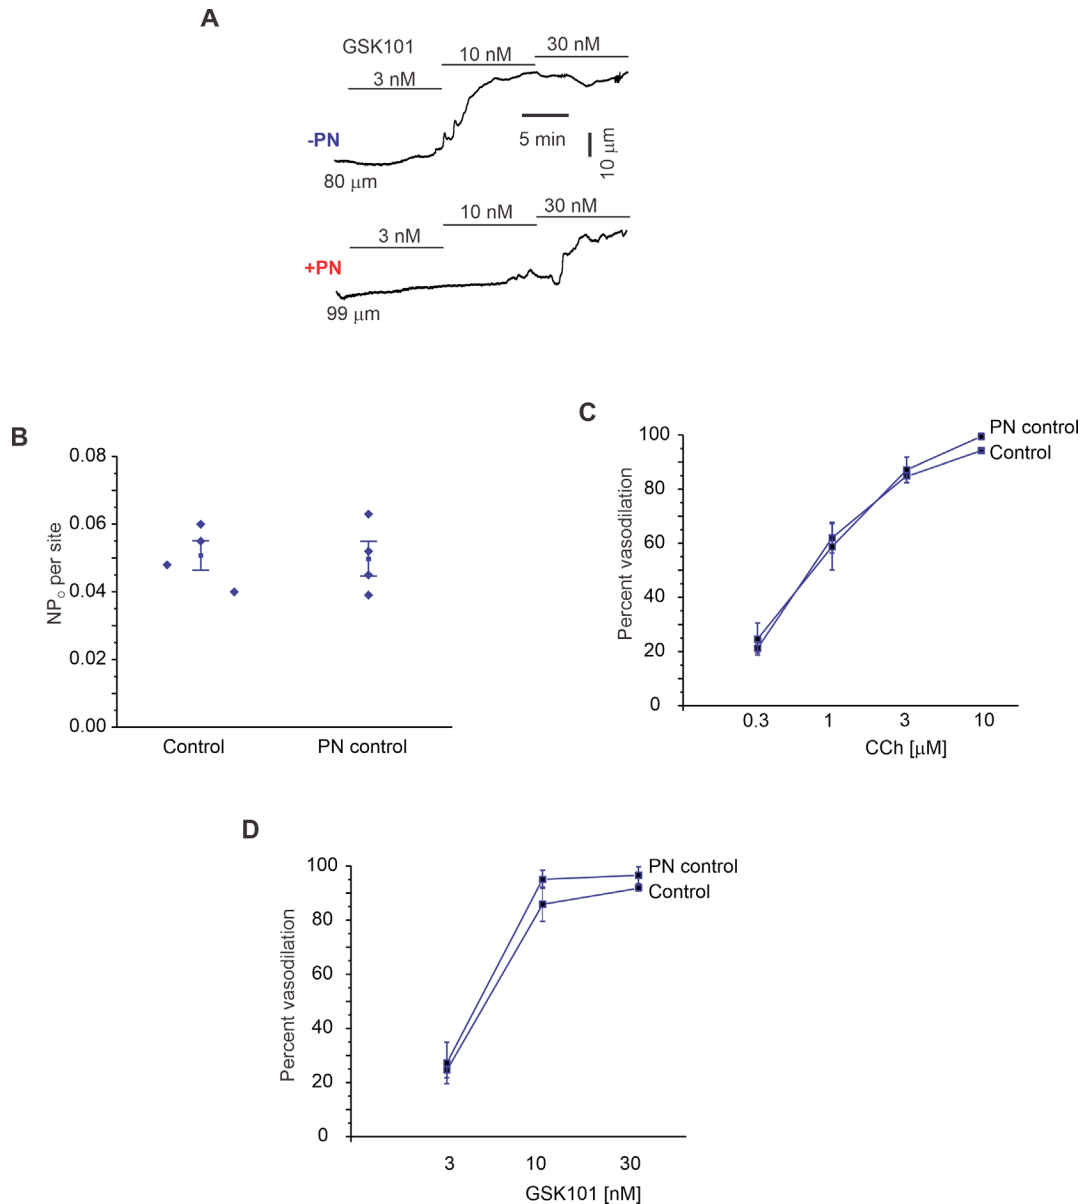 A
GSK101
3 nM
10 nM
30 nM
-PN
5 min
10 μm
80 μm
3 nM
10 nM
30 nM
+PN
99 μm
B
NPO per site
0.08
0.06
0.04
0.02
0.00
Control
PN control
C
Percent vasodilation
100
80
60
40
20
0
PN control
Control
0.3
1
3
10
CCh [μM]
D
Percent vasodilation
100
80
60
40
20
0
PN control
Control
3
10
30
GSK101 [nM]